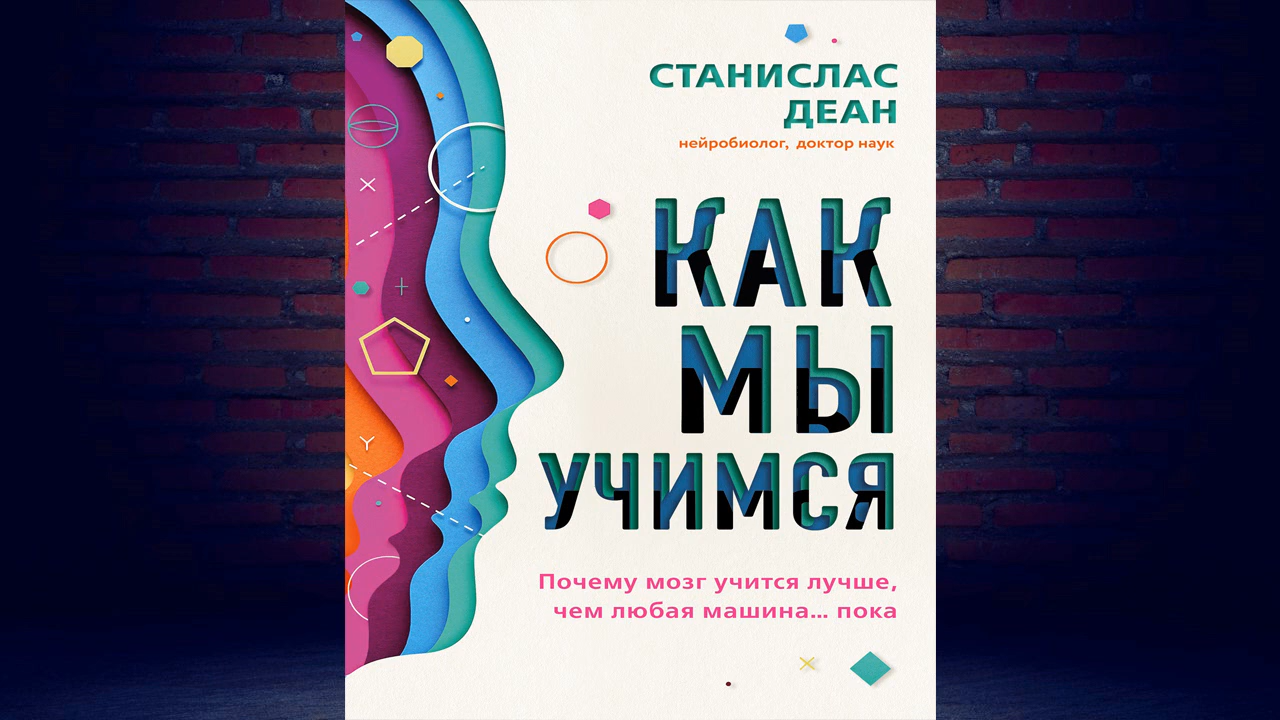 СТАНИСЛАС
ДЕАН
нейробиолог, доктор наук
КАК
МЫ
УЧИМСЯ
Почему мозг учится лучше,
чем любая машина... пока